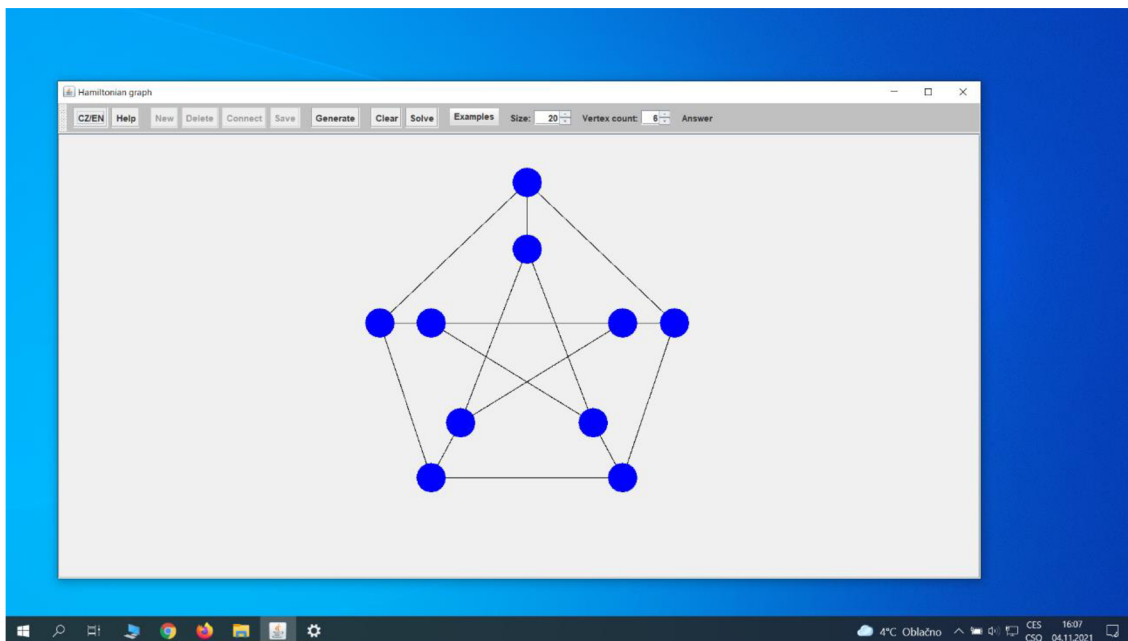 Hamiltonian graph
CZ/EN Help New Delete Connect Save Generate Clear Solve Examples Size: 20 Vertex count: 6 Answer
4°C Oblačno CES 16:07
CSQ 04.11.2021